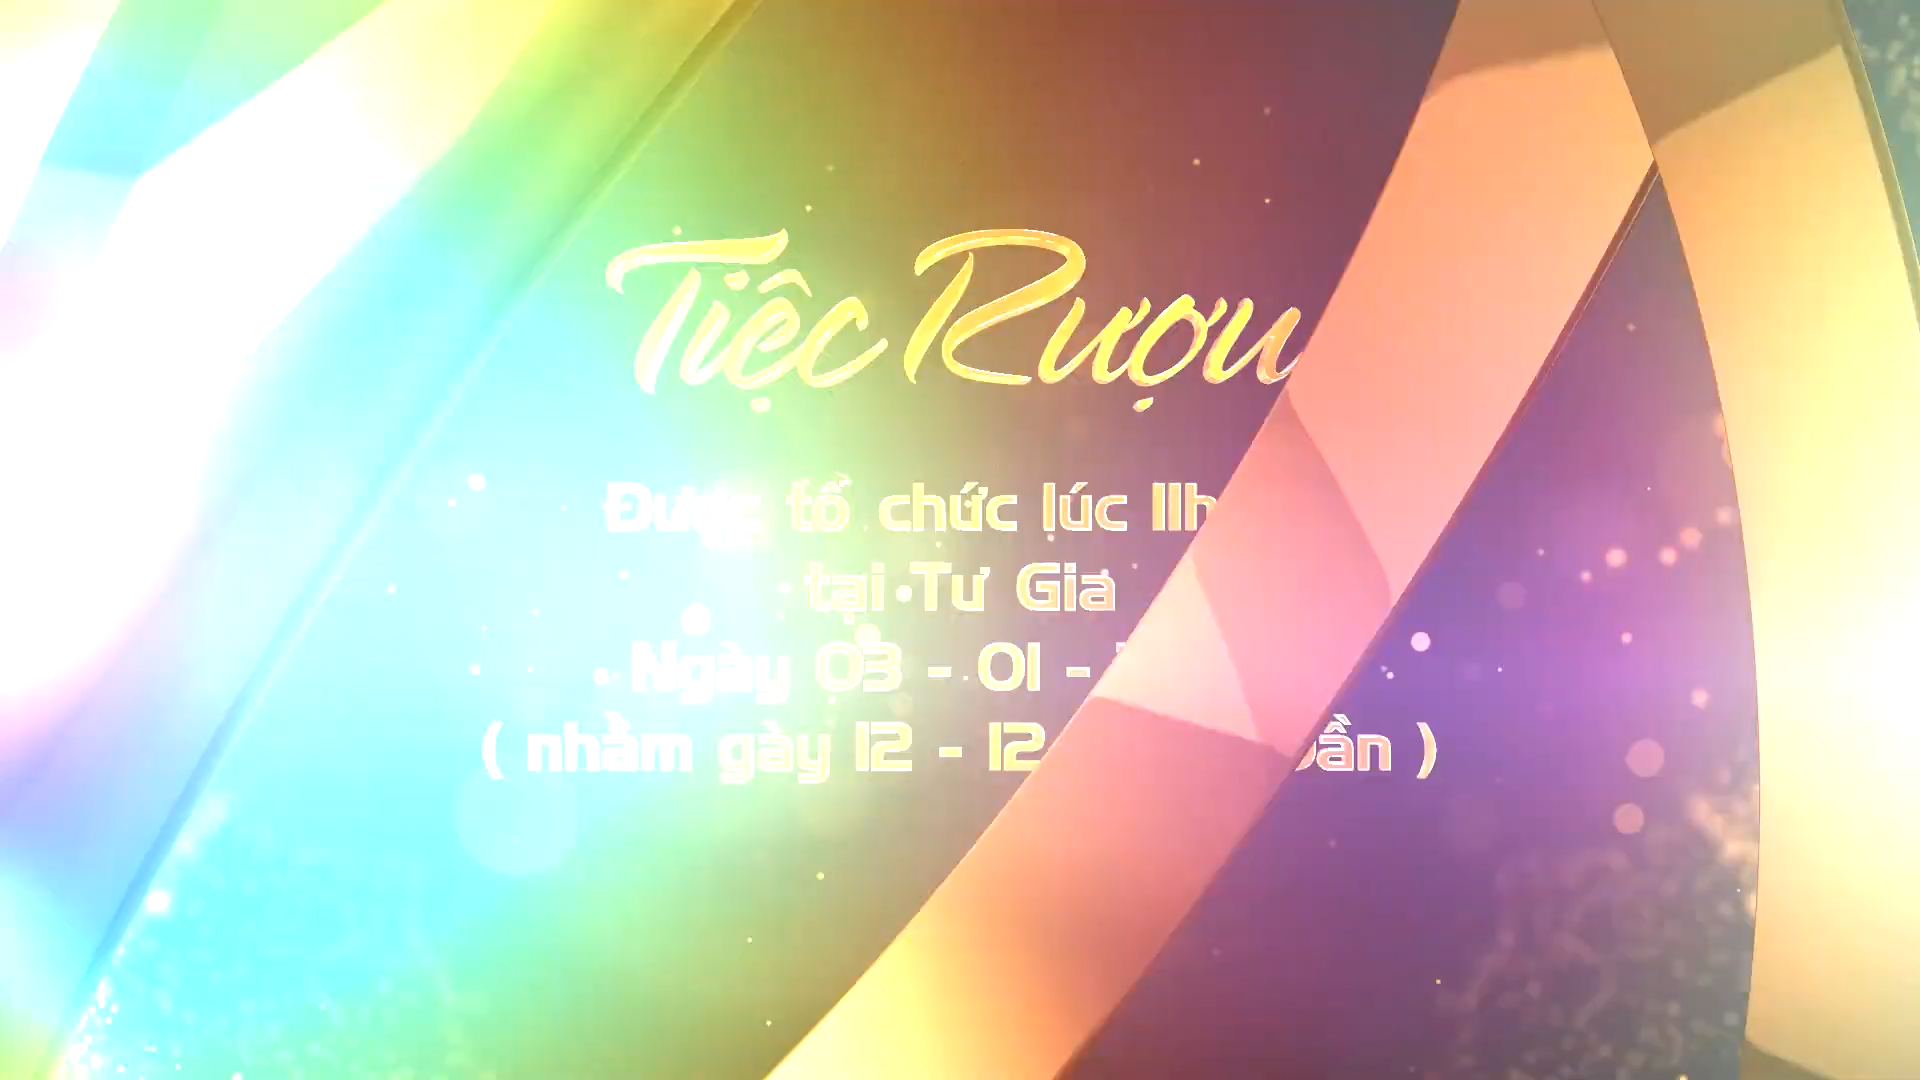 Tiệc Rượu
Được tổ chức lúc 11h
tại Tư Gia
Ngày 03 - 01 -
( nhằm gày 12 - 12 )